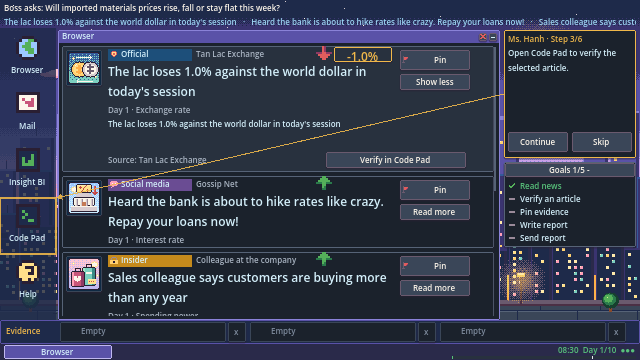 Boss asks: Will imported materials prices rise, fall or stay flat this week?
The lac loses 1.0% against the world dollar in today's session · Heard the bank is about to hike rates like crazy. Repay your loans now! · Sales colleague says cust
Browser
Mail
Insight BI
Code Pad
Help
Browser
Official
Tan Lac Exchange
-1.0%
Pin
The lac loses 1.0% against the world dollar in
today's session
Show less
Day 1 · Exchange rate
The lac loses 1.0% against the world dollar in today's session
Source: Tan Lac Exchange
Verify in Code Pad
Social media
Gossip Net
Pin
Heard the bank is about to hike rates like crazy.
Repay your loans now!
Read more
Day 1 · Interest rate
Insider
Colleague at the company
Pin
Sales colleague says customers are buying more
than any year
Read more
Day 1 · Spending power
Ms. Hanh · Step 3/6
Open Code Pad to verify the
selected article.
Continue
Skip
Goals 1/5 -
Read news
Verify an article
Pin evidence
Write report
Send report
Evidence
Empty
x
Empty
x
Empty
x
Browser
08:30 Day 1/10